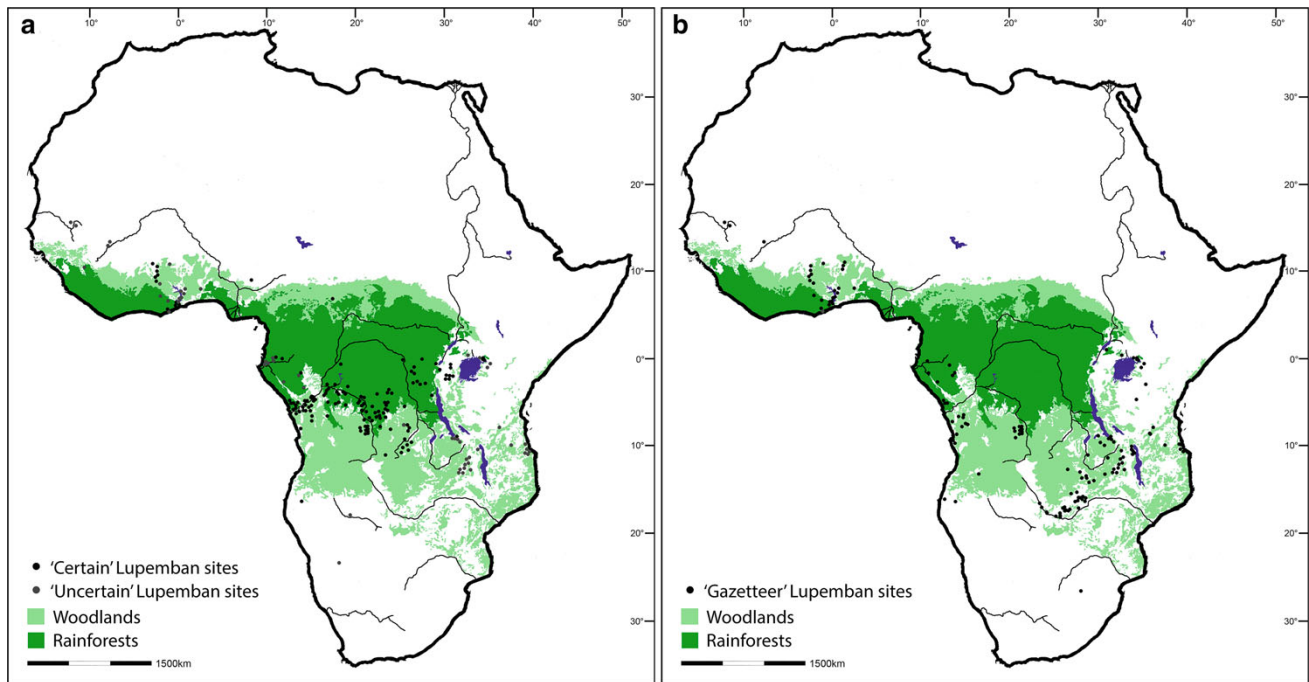 a
10° 0° 10° 20° 30° 40° 50°
30°
20°
10°
0°
10°
20°
30°
'Certain' Lupemban sites
'Uncertain' Lupemban sites
Woodlands
Rainforests
1500km
b
10° 0° 10° 20° 30° 40° 50°
30°
20°
10°
0°
10°
20°
30°
'Gazetteer' Lupemban sites
Woodlands
Rainforests
1500km